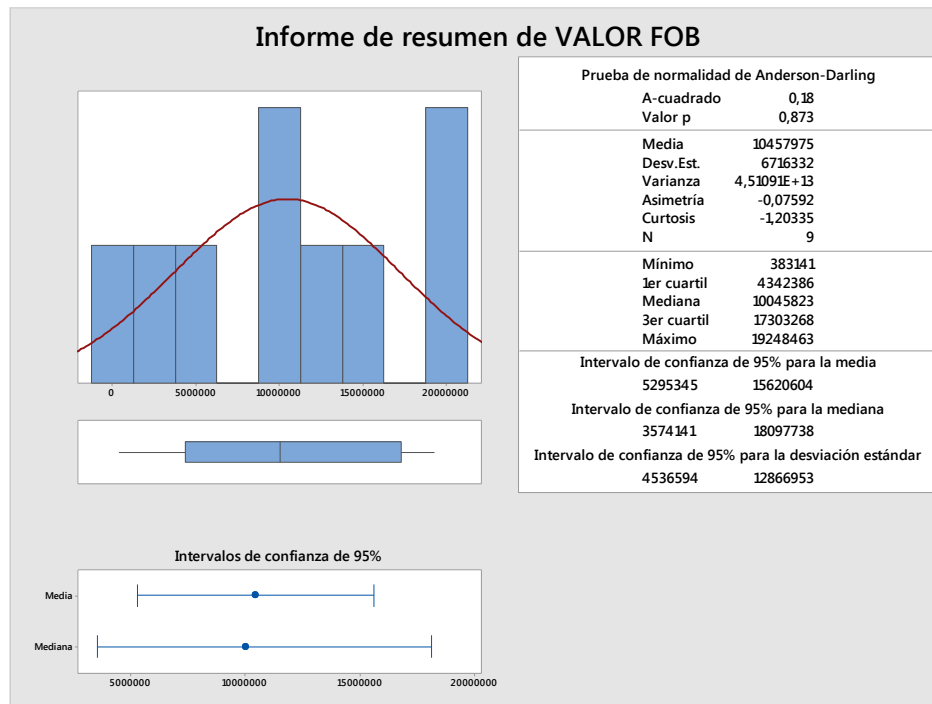 Informe de resumen de VALOR FOB
0 5000000 10000000 15000000 20000000
Prueba de normalidad de Anderson-Darling
A-cuadrado 0,18
Valor p 0,873
Media 10457975
Desv.Est. 6716332
Varianza 4,51091E+13
Asimetría -0,07592
Curtosis -1,20335
N 9
Mínimo 383141
1er cuartil 4342386
Mediana 10045823
3er cuartil 17303268
Máximo 19248463
Intervalo de confianza de 95% para la media
5295345 15620604
Intervalo de confianza de 95% para la mediana
3574141 18097738
Intervalo de confianza de 95% para la desviación estándar
4536594 12866953
Intervalos de confianza de 95%
Media
Mediana
5000000 10000000 15000000 20000000